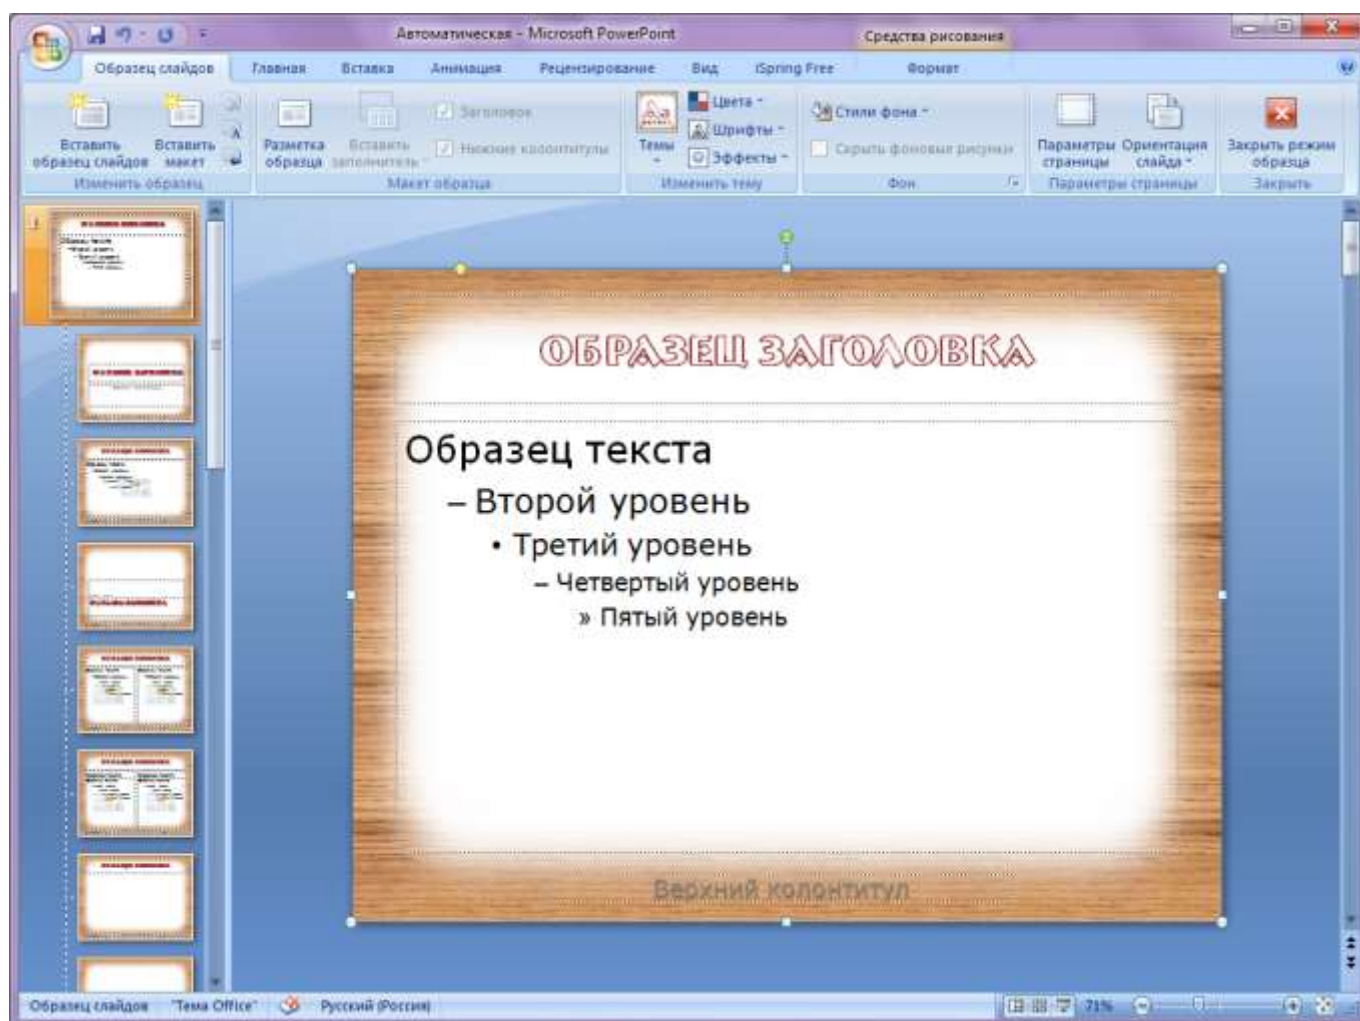 Автоматическая - Microsoft PowerPoint
Средства рисования
Образец слайдов Главная Вставка Анимация Рецензирование Вид iSpring Free Формат
Вставить образец слайдов
Вставить макет
Изменить образец
Разметка образца
Вставить заполнитель
Заголовок
Нижние колонтитулы
Макет образца
Темы
Цвета
Шрифты
Эффекты
Изменить тему
Стили фона
Скрыть фоновые рисунки
Фон
Параметры страницы
Ориентация слайда
Параметры страницы
Закрыть режим образца
Закрыть
1
ОБРАЗЕЦ ЗАГОЛОВКА
Образец текста
– Второй уровень
• Третий уровень
– Четвертый уровень
» Пятый уровень
Верхний колонтитул
Образец слайдов "Тема Office" Русский (Россия) 71%